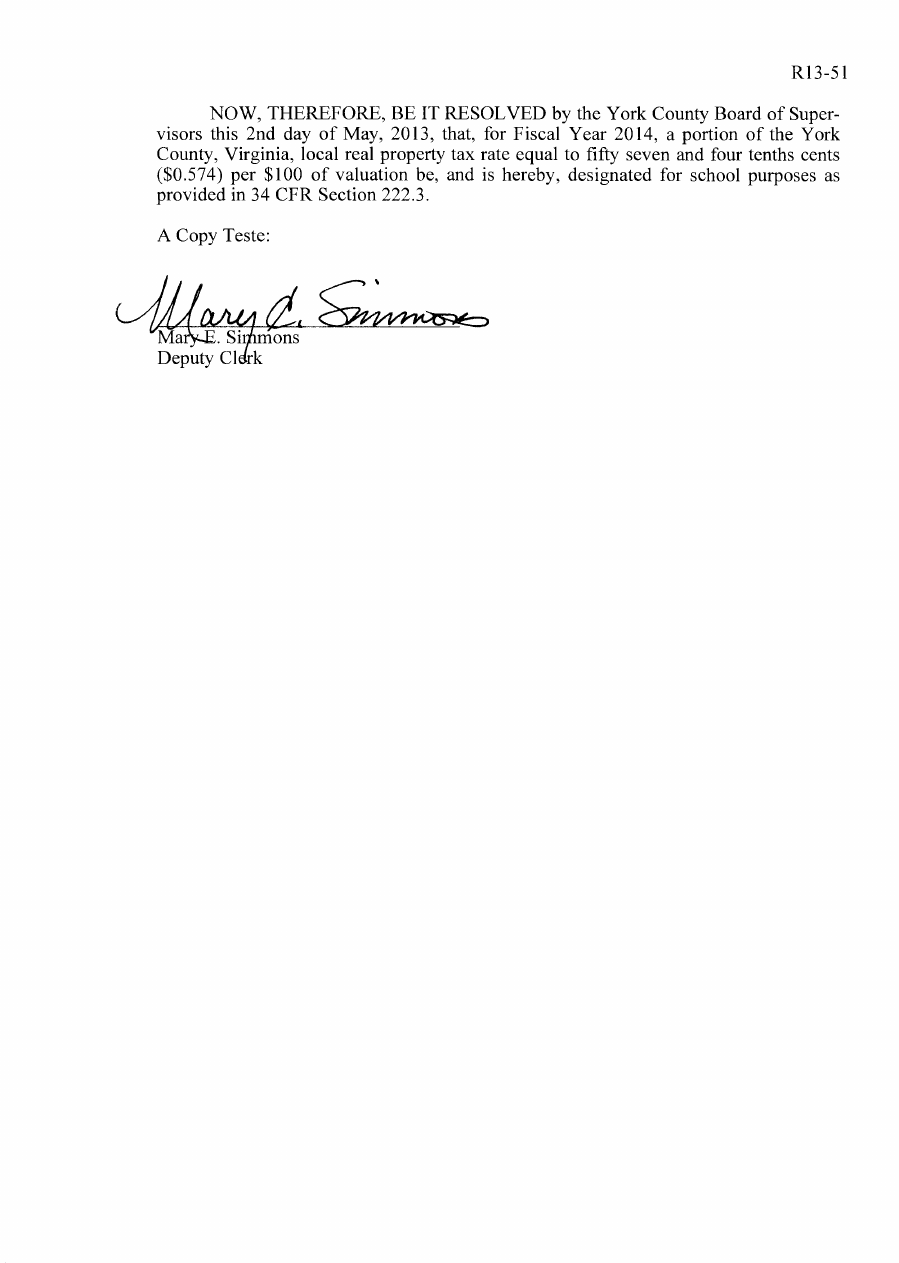 R13-51
NOW, THEREFORE, BE IT RESOLVED by the York County Board of Super-
visors this 2nd day of May, 2013, that, for Fiscal Year 2014, a portion of the York
County, Virginia, local real property tax rate equal to fifty seven and four tenths cents
($0.574) per $100 of valuation be, and is hereby, designated for school purposes as
provided in 34 CFR Section 222.3.
A Copy Teste:
Mary E. Simmons
Mary E. Simmons
Deputy Clerk